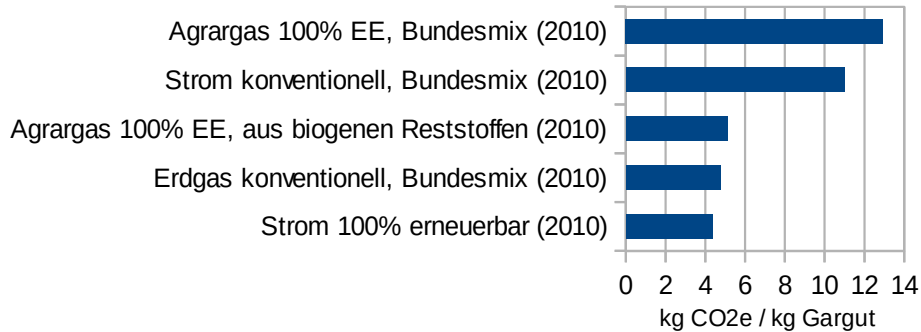 Agrargas 100% EE, Bundesmix (2010)
Strom konventionell, Bundesmix (2010)
Agrargas 100% EE, aus biogenen Reststoffen (2010)
Erdgas konventionell, Bundesmix (2010)
Strom 100% erneuerbar (2010)
0 2 4 6 8 10 12 14
kg CO2e / kg Gargut